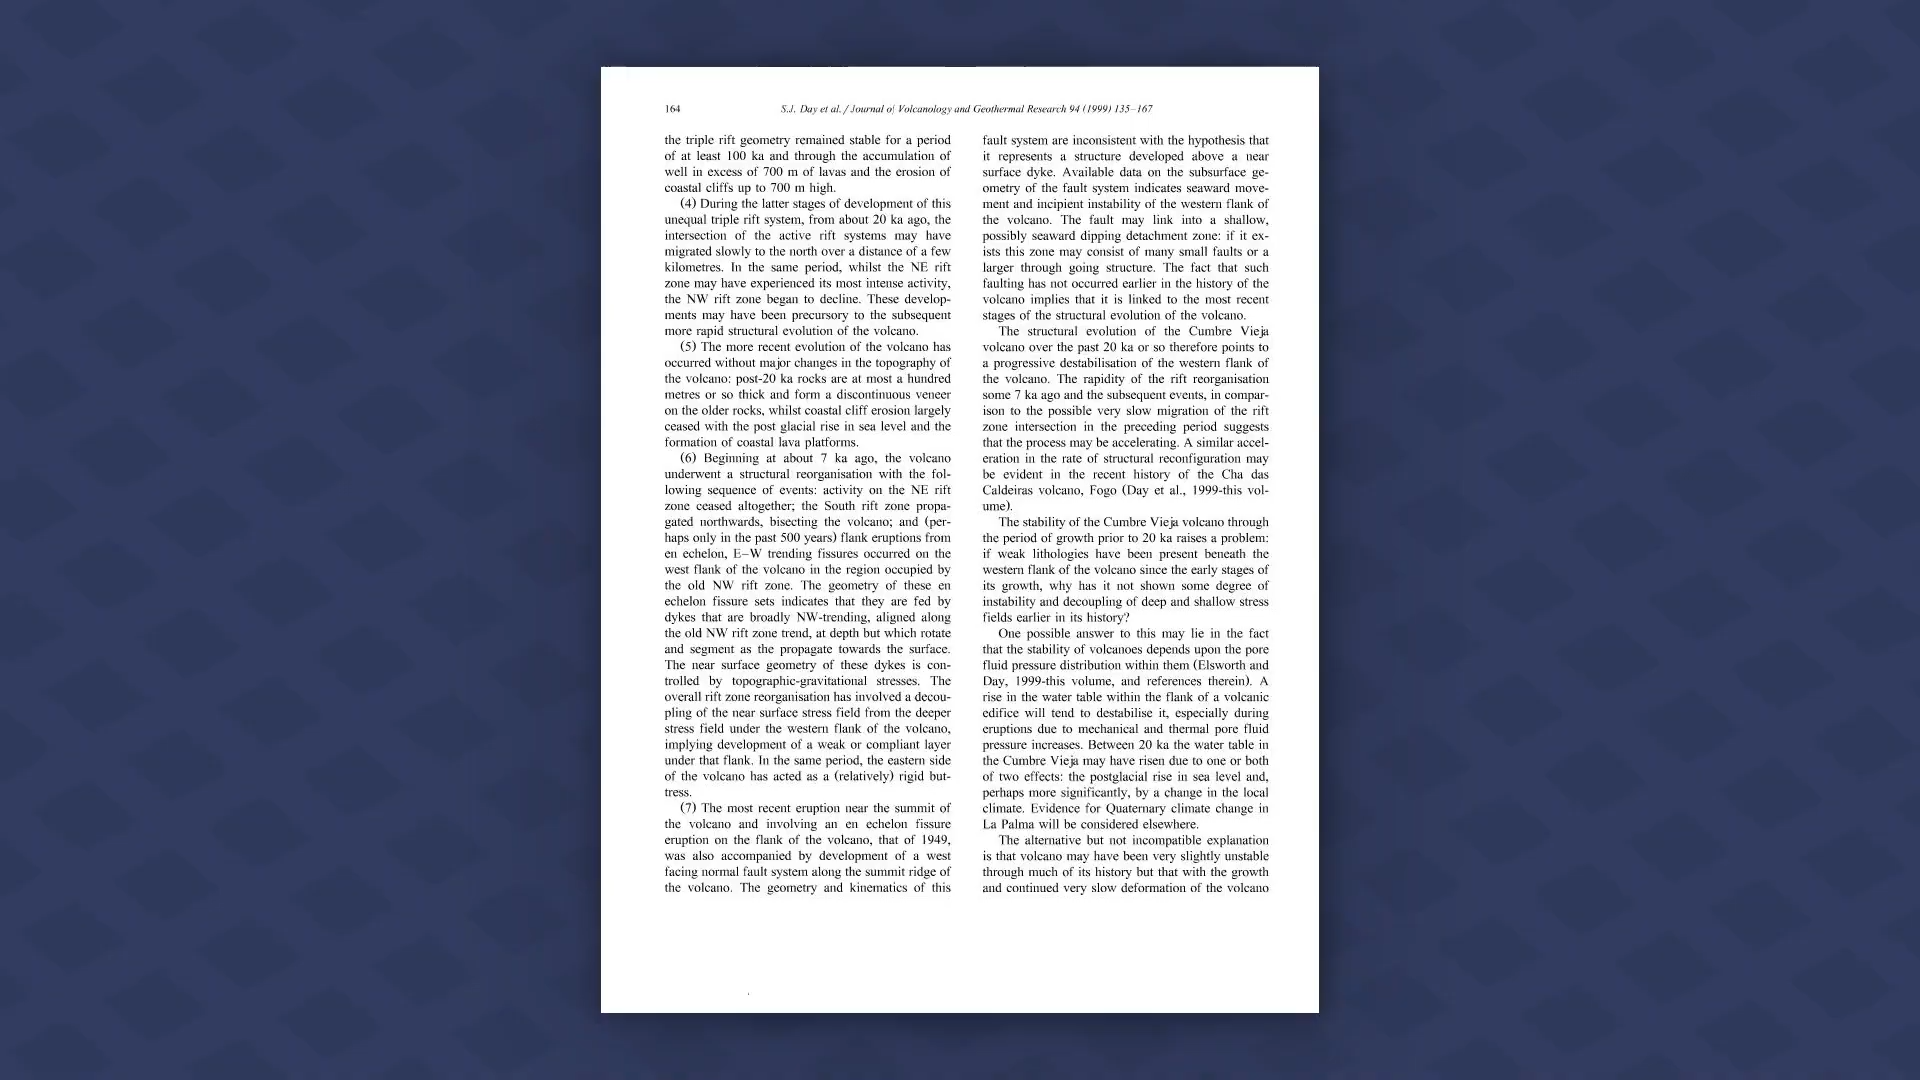 164
S.J. Day et al. / Journal of Volcanology and Geothermal Research 94 (1999) 135–167
the triple rift geometry remained stable for a period
of at least 100 ka and through the accumulation of
well in excess of 700 m of lavas and the erosion of
coastal cliffs up to 700 m high.
(4) During the latter stages of development of this
unequal triple rift system, from about 20 ka ago, the
intersection of the active rift systems may have
migrated slowly to the north over a distance of a few
kilometres. In the same period, whilst the NE rift
zone may have experienced its most intense activity,
the NW rift zone began to decline. These develop-
ments may have been precursory to the subsequent
more rapid structural evolution of the volcano.
(5) The more recent evolution of the volcano has
occurred without major changes in the topography of
the volcano: post-20 ka rocks are at most a hundred
metres or so thick and form a discontinuous veneer
on the older rocks, whilst coastal cliff erosion largely
ceased with the post glacial rise in sea level and the
formation of coastal lava platforms.
(6) Beginning at about 7 ka ago, the volcano
underwent a structural reorganisation with the fol-
lowing sequence of events: activity on the NE rift
zone ceased altogether; the South rift zone propa-
gated northwards, bisecting the volcano; and (per-
haps only in the past 500 years) flank eruptions from
en echelon, E–W trending fissures occurred on the
west flank of the volcano in the region occupied by
the old NW rift zone. The geometry of these en
echelon fissure sets indicates that they are fed by
dykes that are broadly NW-trending, aligned along
the old NW rift zone trend, at depth but which rotate
and segment as the propagate towards the surface.
The near surface geometry of these dykes is con-
trolled by topographic-gravitational stresses. The
overall rift zone reorganisation has involved a decou-
pling of the near surface stress field from the deeper
stress field under the western flank of the volcano,
implying development of a weak or compliant layer
under that flank. In the same period, the eastern side
of the volcano has acted as a (relatively) rigid but-
tress.
(7) The most recent eruption near the summit of
the volcano and involving an en echelon fissure
eruption on the flank of the volcano, that of 1949,
was also accompanied by development of a west
facing normal fault system along the summit ridge of
the volcano. The geometry and kinematics of this
fault system are inconsistent with the hypothesis that
it represents a structure developed above a near
surface dyke. Available data on the subsurface ge-
ometry of the fault system indicates seaward move-
ment and incipient instability of the western flank of
the volcano. The fault may link into a shallow,
possibly seaward dipping detachment zone: if it ex-
ists this zone may consist of many small faults or a
larger through going structure. The fact that such
faulting has not occurred earlier in the history of the
volcano implies that it is linked to the most recent
stages of the structural evolution of the volcano.
The structural evolution of the Cumbre Vieja
volcano over the past 20 ka or so therefore points to
a progressive destabilisation of the western flank of
the volcano. The rapidity of the rift reorganisation
some 7 ka ago and the subsequent events, in compar-
ison to the possible very slow migration of the rift
zone intersection in the preceding period suggests
that the process may be accelerating. A similar accel-
eration in the rate of structural reconfiguration may
be evident in the recent history of the Cha das
Caldeiras volcano, Fogo (Day et al., 1999-this vol-
ume).
The stability of the Cumbre Vieja volcano through
the period of growth prior to 20 ka raises a problem:
if weak lithologies have been present beneath the
western flank of the volcano since the early stages of
its growth, why has it not shown some degree of
instability and decoupling of deep and shallow stress
fields earlier in its history?
One possible answer to this may lie in the fact
that the stability of volcanoes depends upon the pore
fluid pressure distribution within them (Elsworth and
Day, 1999-this volume, and references therein). A
rise in the water table within the flank of a volcanic
edifice will tend to destabilise it, especially during
eruptions due to mechanical and thermal pore fluid
pressure increases. Between 20 ka the water table in
the Cumbre Vieja may have risen due to one or both
of two effects: the postglacial rise in sea level and,
perhaps more significantly, by a change in the local
climate. Evidence for Quaternary climate change in
La Palma will be considered elsewhere.
The alternative but not incompatible explanation
is that volcano may have been very slightly unstable
through much of its history but that with the growth
and continued very slow deformation of the volcano